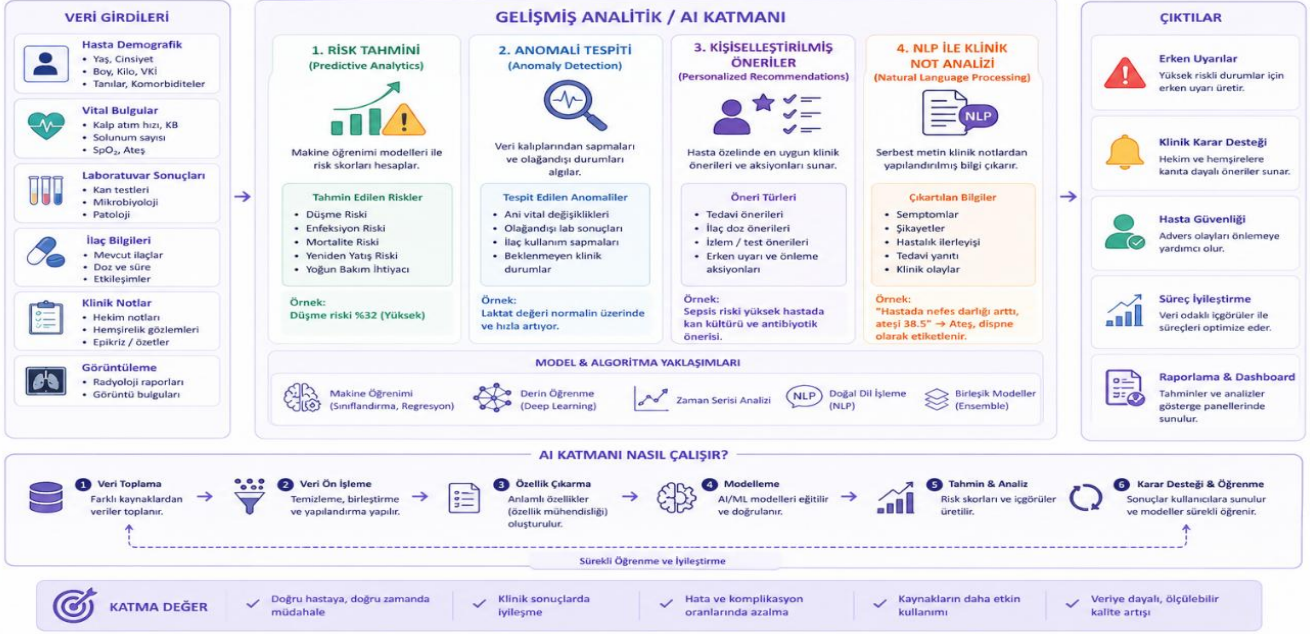 VERİ GİRDİLERİ
Hasta Demografik
• Yaş, Cinsiyet
• Boy, Kilo, VKİ
• Tanılar, Komorbiditeler
Vital Bulgular
• Kalp atım hızı, KB
• Solunum sayısı
• SpO₂, Ateş
Laboratuvar Sonuçları
• Kan testleri
• Mikrobiyoloji
• Patoloji
İlaç Bilgileri
• Mevcut ilaçlar
• Doz ve süre
• Etkileşimler
Klinik Notlar
• Hekim notları
• Hemşirelik gözlemleri
• Epikriz / özetler
Görüntüleme
• Radyoloji raporları
• Görüntü bulguları
GELİŞMİŞ ANALİTİK / AI KATMANI
1. RİSK TAHMİNİ
(Predictive Analytics)
Makine öğrenimi modelleri ile
risk skorları hesaplar.
Tahmin Edilen Riskler
• Düşme Riski
• Enfeksiyon Riski
• Mortalite Riski
• Yeniden Yatış Riski
• Yoğun Bakım İhtiyacı
Örnek:
Düşme riski %32 (Yüksek)
2. ANOMALİ TESPİTİ
(Anomaly Detection)
Veri kalıplarından sapmaları
ve olağandışı durumları
algılar.
Tespit Edilen Anomaliler
• Ani vital değişiklikleri
• Olağandışı lab sonuçları
• İlaç kullanım sapmaları
• Beklenmeyen klinik
durumlar
Örnek:
Laktat değeri normalin üzerinde
ve hızla artıyor.
3. KİŞİSELLEŞTİRİLMİŞ
ÖNERİLER
(Personalized Recommendations)
Hasta özelinde en uygun klinik
önerileri ve aksiyonları sunar.
Öneri Türleri
• Tedavi önerileri
• İlaç doz önerileri
• İzlem / test önerileri
• Erken uyarı ve önleme
aksiyonları
Örnek:
Sepsis riski yüksek hastada
kan kültürü ve antibiyotik
önerisi.
4. NLP İLE KLİNİK
NOT ANALİZİ
(Natural Language Processing)
NLP
Serbest metin klinik notlardan
yapılandırılmış bilgi çıkarır.
Çıkartılan Bilgiler
• Semptomlar
• Şikayetler
• Hastalık ilerleyişi
• Tedavi yanıtı
• Klinik olaylar
Örnek:
"Hastada nefes darlığı arttı,
ateşi 38.5" → Ateş, dispne
olarak etiketlenir.
MODEL & ALGORİTMA YAKLAŞIMLARI
Makine Öğrenimi
(Sınıflandırma, Regresyon)
Derin Öğrenme
(Deep Learning)
Zaman Serisi Analizi
NLP
Doğal Dil İşleme
(NLP)
Birleşik Modeller
(Ensemble)
ÇIKTILAR
Erken Uyarılar
Yüksek riskli durumlar için
erken uyarı üretir.
Klinik Karar Desteği
Hekim ve hemşirelere
kanıta dayalı öneriler sunar.
Hasta Güvenliği
Advers olayları önlemeye
yardımcı olur.
Süreç İyileştirme
Veri odaklı içgörüler ile
süreçleri optimize eder.
Raporlama & Dashboard
Tahminler ve analizler
gösterge panellerinde
sunulur.
AI KATMANI NASIL ÇALIŞIR?
1 Veri Toplama
Farklı kaynaklardan
veriler toplanır.
2 Veri Ön İşleme
Temizleme, birleştirme
ve yapılandırma yapılır.
3 Özellik Çıkarma
Anlamlı özellikler
(özellik mühendisliği)
oluşturulur.
4 Modelleme
AI/ML modelleri eğitilir
ve doğrulanır.
5 Tahmin & Analiz
Risk skorları ve içgörüler
üretilir.
6 Karar Desteği & Öğrenme
Sonuçlar kullanıcılara sunulur
ve modeller sürekli öğrenir.
Sürekli Öğrenme ve İyileştirme
KATMA DEĞER
Doğru hastaya, doğru zamanda
müdahale
Klinik sonuçlarda
iyileşme
Hata ve komplikasyon
oranlarında azalma
Kaynakların daha etkin
kullanımı
Veriye dayalı, ölçülebilir
kalite artışı